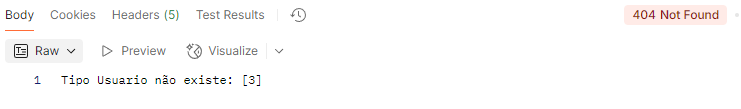 Body Cookies Headers (5) Test Results 404 Not Found
Raw Preview Visualize
1 Tipo Usuario não existe: [3]